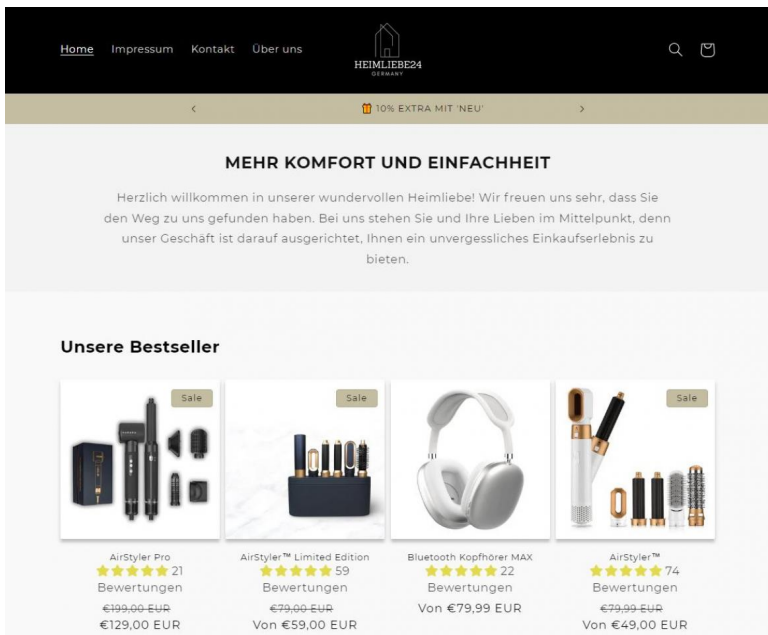 Home Impressum Kontakt Über uns
HEIMLIEBE24
GERMANY
10% EXTRA MIT 'NEU'
MEHR KOMFORT UND EINFACHHEIT
Herzlich willkommen in unserer wundervollen Heimliebe! Wir freuen uns sehr, dass Sie
den Weg zu uns gefunden haben. Bei uns stehen Sie und Ihre Lieben im Mittelpunkt, denn
unser Geschäft ist darauf ausgerichtet, Ihnen ein unvergessliches Einkaufserlebnis zu
bieten.
Unsere Bestseller
Sale
Sale
Sale
AirStyler Pro
21
Bewertungen
€199,00 EUR
€129,00 EUR
AirStyler™ Limited Edition
59
Bewertungen
€79,00 EUR
Von €59,00 EUR
Bluetooth Kopfhörer MAX
22
Bewertungen
Von €79,99 EUR
AirStyler™
74
Bewertungen
€79,99 EUR
Von €49,00 EUR